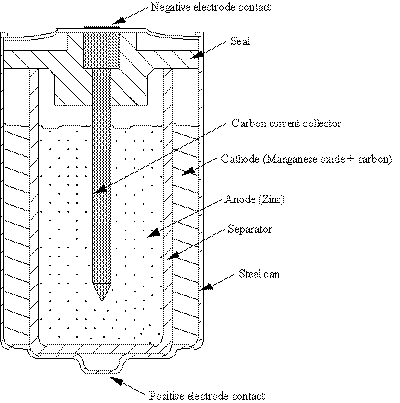 Negative electrode contact
Seal
Carbon current collector
Cathode (Manganese oxide + carbon)
Anode (Zinc)
Separator
Steel can
Positive electrode contact